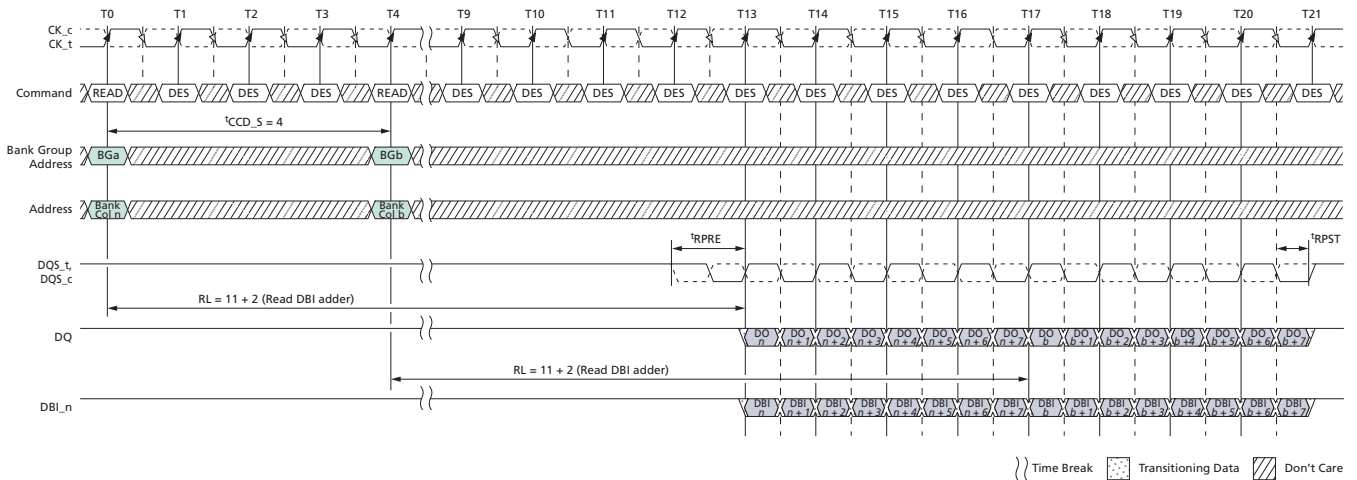 T0 T1 T2 T3 T4 T9 T10 T11 T12 T13 T14 T15 T16 T17 T18 T19 T20 T21
CK_c
CK_t
Command READ DES DES DES READ DES DES DES DES DES DES DES DES DES DES DES DES DES
tCCD_S = 4
Bank Group
Address
BGa BGb
Address
Bank
Col n
Bank
Col b
tRPRE tRPST
DQS_t,
DQS_c
RL = 11 + 2 (Read DBI adder)
DQ
DO DO DO DO DO DO DO DO DO DO DO DO DO DO DO DO
n n + 1 n + 2 n + 3 n + 4 n + 5 n + 6 n + 7 b b + 1 b + 2 b + 3 b +4 b + 5 b + 6 b + 7
RL = 11 + 2 (Read DBI adder)
DBI_n
DBI DBI DBI DBI DBI DBI DBI DBI DBI DBI DBI DBI DBI DBI DBI DBI
n n + 1 n + 2 n + 3 n + 4 n + 5 n + 6 n + 7 b b + 1 b + 2 b + 3 b + 4 b + 5 b + 6 b + 7
Time Break Transitioning Data Don't Care